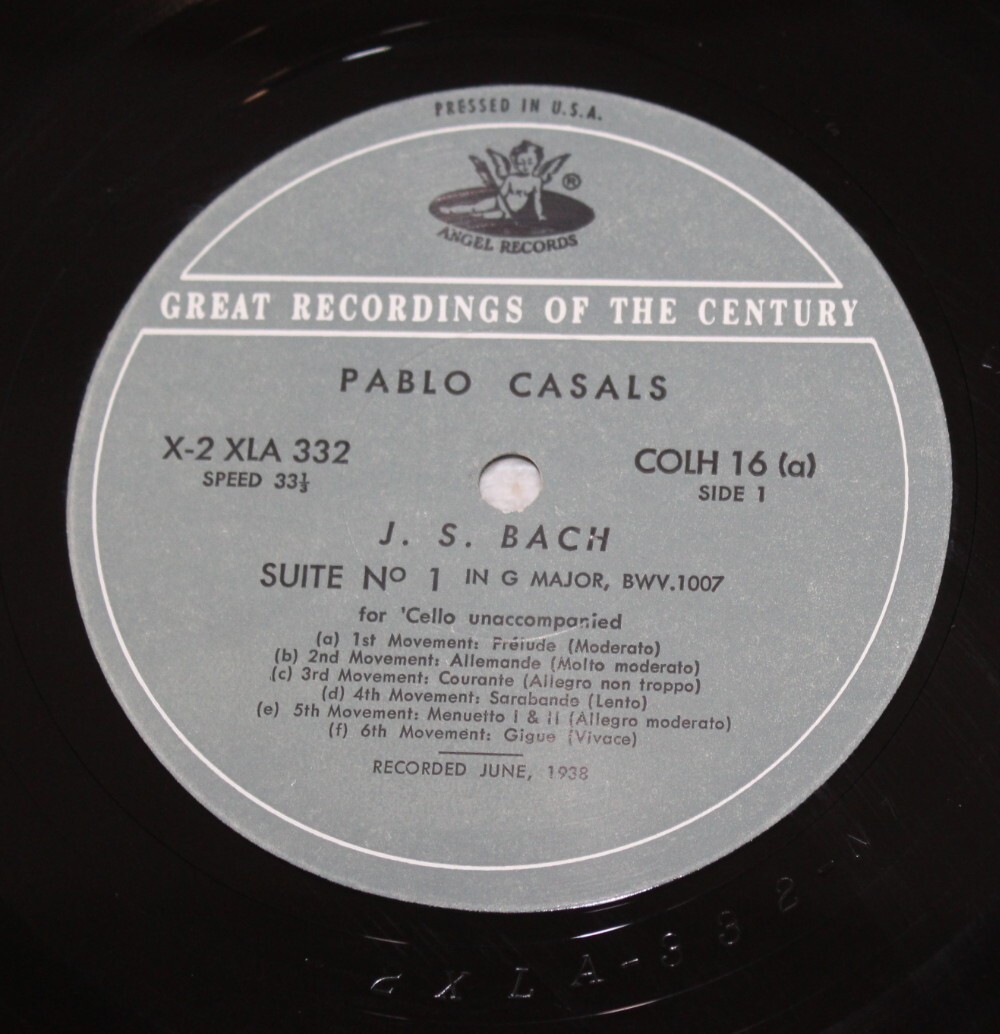 PRESSED IN U.S.A.
®
ANGEL RECORDS
GREAT RECORDINGS OF THE CENTURY
PABLO CASALS
X-2 XLA 332
SPEED 33⅓
COLH 16 (a)
SIDE 1
J. S. BACH
SUITE Nº 1 IN G MAJOR, BWV.1007
for 'Cello unaccompanied
(a) 1st Movement: Prélude (Moderato)
(b) 2nd Movement: Allemande (Molto moderato)
(c) 3rd Movement: Courante (Allegro non troppo)
(d) 4th Movement: Sarabande (Lento)
(e) 5th Movement: Menuetto I & II (Allegro moderato)
(f) 6th Movement: Gigue (Vivace)
RECORDED JUNE, 1938
2XLA-332-N